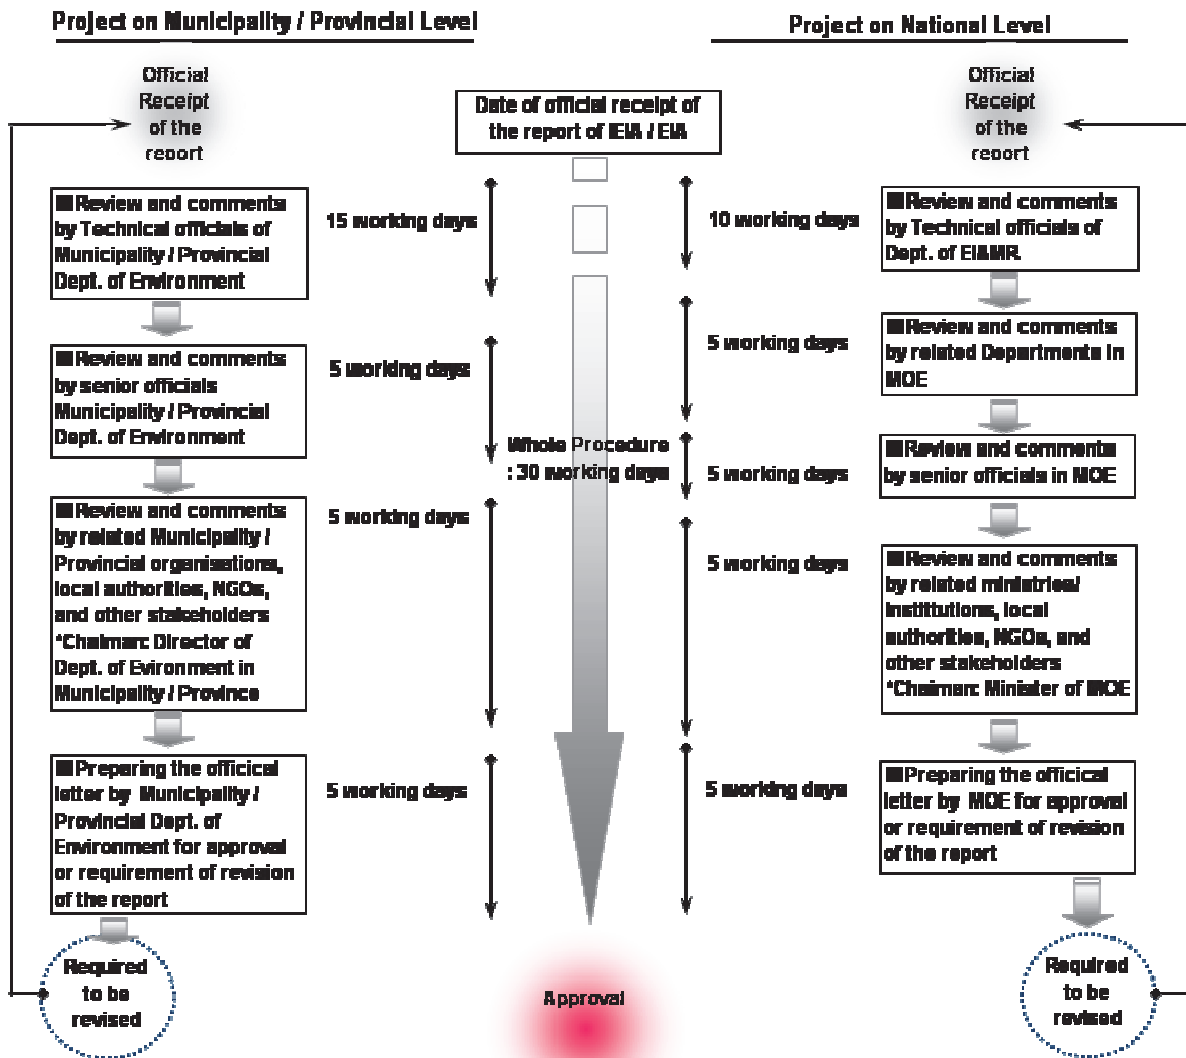 Project on Municipality / Provincial Level
Official
Receipt
of the
report
■Review and comments
by Technical officials of
Municipality / Provincial
Dept. of Environment
15 working days
■Review and comments
by senior officials
Municipality / Provincial
Dept. of Environment
5 working days
■Review and comments
by related Municipality /
Provincial organisations,
local authorities, NGOs,
and other stakeholders
*Chaiman: Director of
Dept. of Evironment in
Municipality / Province
5 working days
■Preparing the officical
letter by Municipality /
Provincial Dept. of
Environment for approval
or requirement of revision
of the report
5 working days
Required
to be
revised
Date of official receipt of
the report of IEIA / EIA
Whole Procedure
: 30 working days
Approval
Project on National Level
Official
Receipt
of the
report
10 working days
■Review and comments
by Technical officials of
Dept. of EIAMR.
5 working days
■Review and comments
by related Departments in
MOE
5 working days
■Review and comments
by senior officials in MOE
5 working days
■Review and comments
by related ministries/
institutions, local
authorities, NGOs, and
other stakeholders
*Chaiman: Minister of MOE
5 working days
■Preparing the officical
letter by MOE for approval
or requirement of revision
of the report
Required
to be
revised